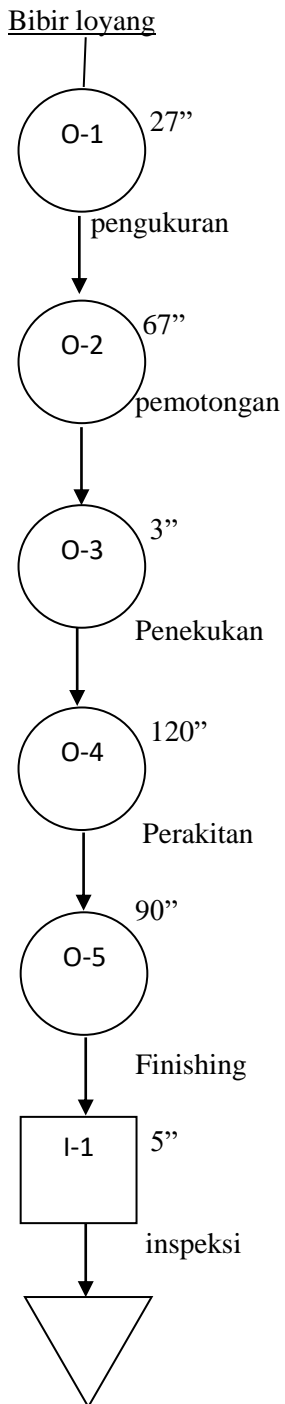 Bibir loyang
O-1
27”
pengukuran
O-2
67”
pemotongan
O-3
3”
Penekukan
O-4
120”
Perakitan
O-5
90”
Finishing
I-1
5”
inspeksi